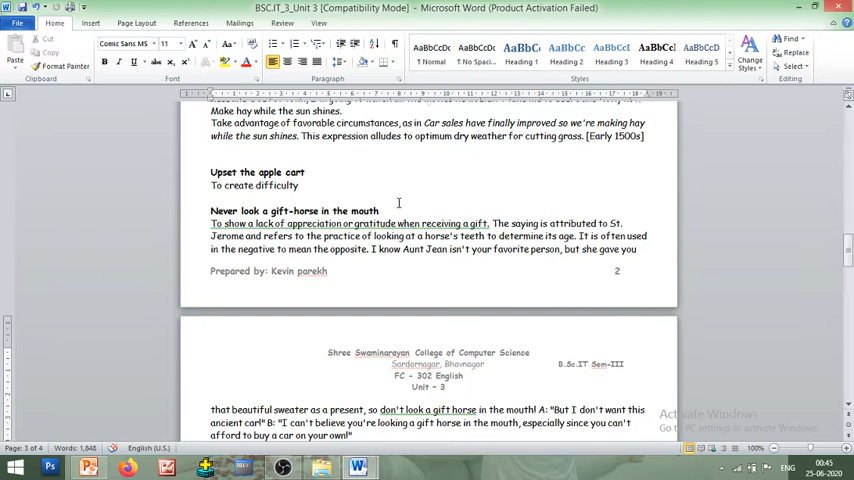 BSC.IT_3_Unit 3 [Compatibility Mode] - Microsoft Word (Product Activation Failed)
File Home Insert Page Layout References Mailings Review View
Cut
Copy
Format Painter
Paste
Clipboard
Comic Sans MS 11
Font
Paragraph
AaBbCcDc AaBbCcDc AaBbC AaBbCc AaBbCcI AaBbCc AaBbCcD
¶ Normal ¶ No Spaci... Heading 1 Heading 2 Heading 3 Heading 4 Heading 5
Styles
Change Styles
Find
Replace
Select
Editing
Make hay while the sun shines.
Take advantage of favorable circumstances, as in Car sales have finally improved so we're making hay
while the sun shines. This expression alludes to optimum dry weather for cutting grass. [Early 1500s]
Upset the apple cart
To create difficulty
Never look a gift-horse in the mouth
To show a lack of appreciation or gratitude when receiving a gift. The saying is attributed to St.
Jerome and refers to the practice of looking at a horse's teeth to determine its age. It is often used
in the negative to mean the opposite. I know Aunt Jean isn't your favorite person, but she gave you
Prepared by: Kevin parekh 2
Shree Swaminarayan College of Computer Science
Sardarnagar, Bhavnagar B.Sc.IT Sem-III
FC - 302 English
Unit - 3
that beautiful sweater as a present, so don't look a gift horse in the mouth! A: "But I don't want this
ancient car!" B: "I can't believe you're looking a gift horse in the mouth, especially since you can't
afford to buy a car on your own!"
Activate Windows
Go to PC settings to activate Windows.
Page: 3 of 4 Words: 1,848 English (U.S.) 100%
ENG 00:45
25-06-2020